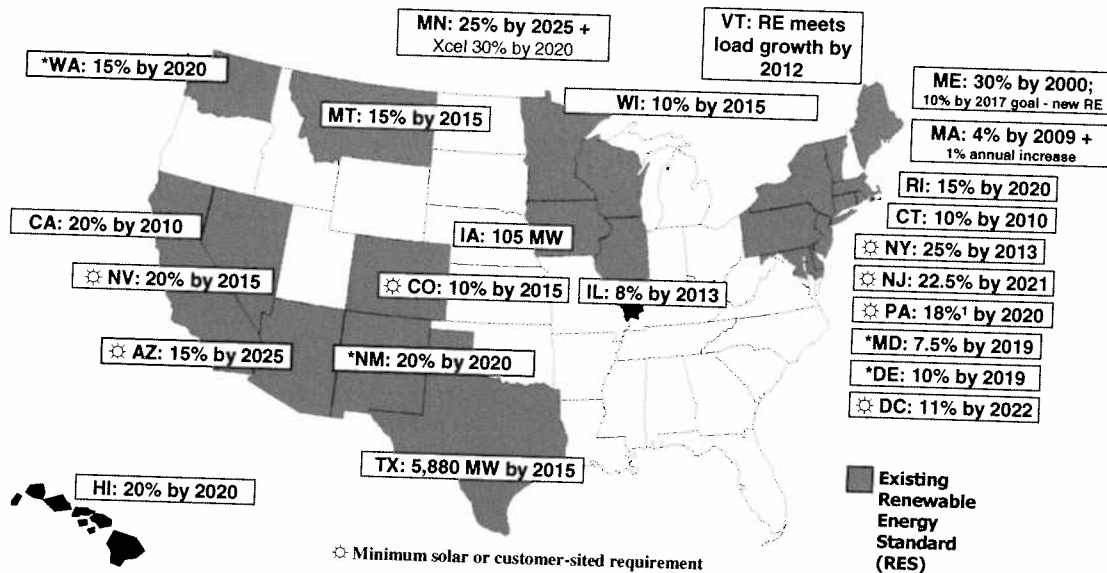 MN: 25% by 2025 +
Xcel 30% by 2020
VT: RE meets
load growth by
2012
*WA: 15% by 2020
MT: 15% by 2015
WI: 10% by 2015
ME: 30% by 2000;
10% by 2017 goal - new RE
MA: 4% by 2009 +
1% annual increase
RI: 15% by 2020
CA: 20% by 2010
IA: 105 MW
CT: 10% by 2010
☼ NY: 25% by 2013
☼ NV: 20% by 2015
☼ CO: 10% by 2015
IL: 8% by 2013
☼ NJ: 22.5% by 2021
☼ PA: 18%¹ by 2020
☼ AZ: 15% by 2025
*NM: 20% by 2020
*MD: 7.5% by 2019
*DE: 10% by 2019
☼ DC: 11% by 2022
TX: 5,880 MW by 2015
HI: 20% by 2020
Existing
Renewable
Energy
Standard
(RES)
☼ Minimum solar or customer-sited requirement